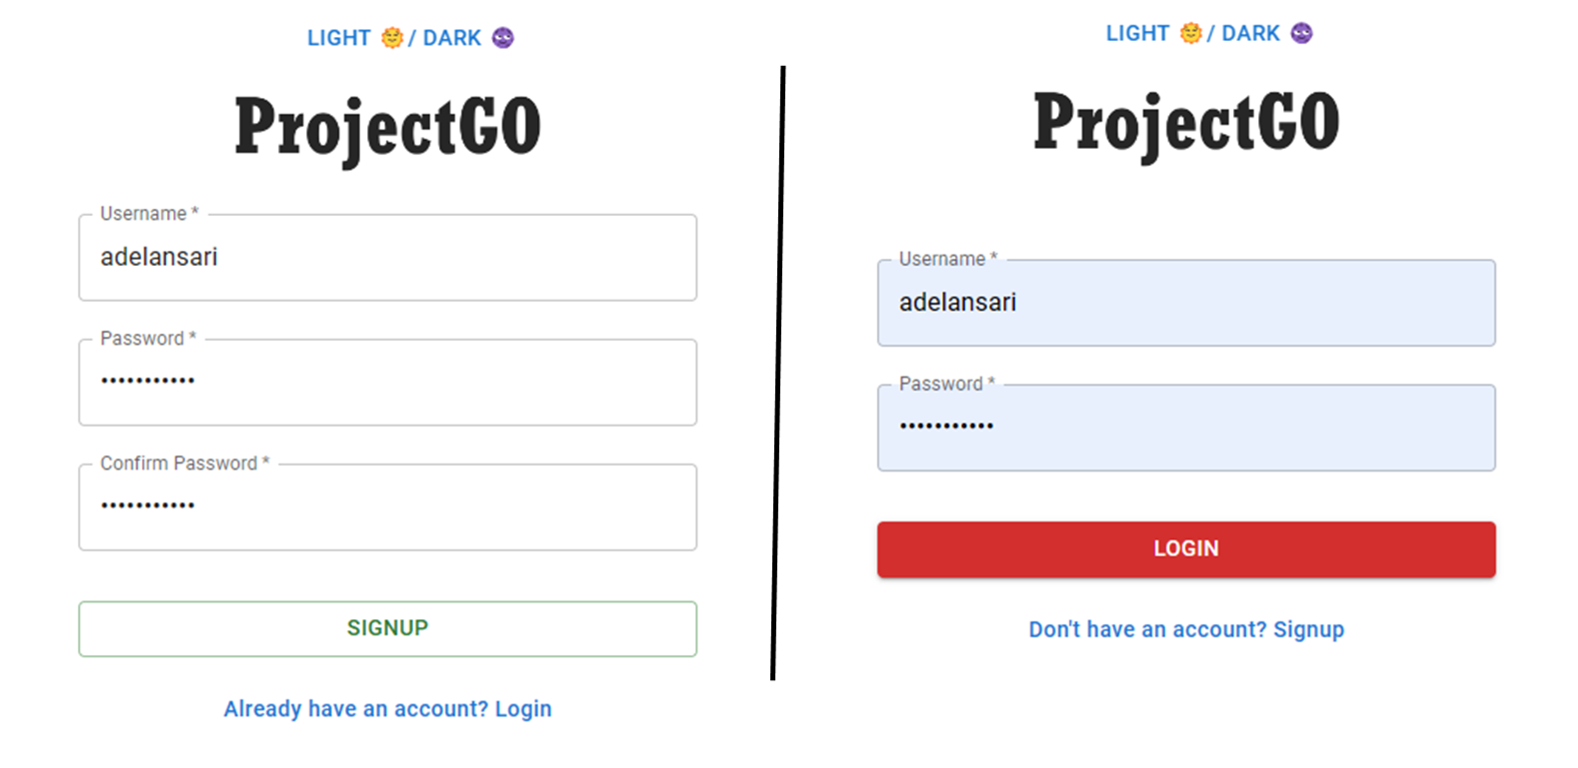 LIGHT 🌞/ DARK 🌚
ProjectGO
Username *
adelansari
Password *
•••••••••••
Confirm Password *
•••••••••••
SIGNUP
Already have an account? Login
LIGHT 🌞/ DARK 🌚
ProjectGO
Username *
adelansari
Password *
•••••••••••
LOGIN
Don't have an account? Signup